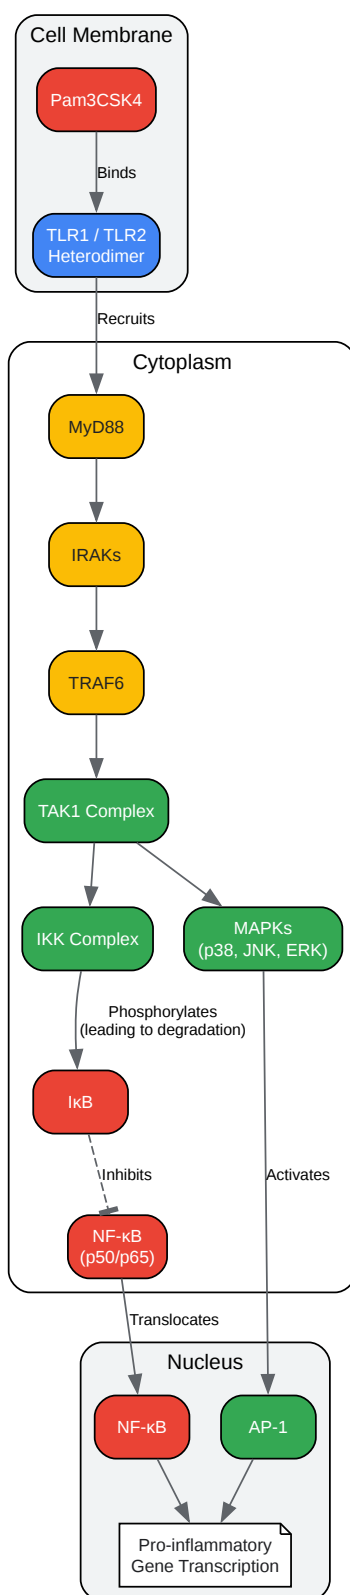 Cell Membrane
Pam3CSK4
Binds
TLR1 / TLR2
Heterodimer
Recruits
Cytoplasm
MyD88
IRAKs
TRAF6
TAK1 Complex
IKK Complex
MAPKs
(p38, JNK, ERK)
Phosphorylates
(leading to degradation)
IκB
Inhibits
Activates
NF-κB
(p50/p65)
Translocates
Nucleus
NF-κB
AP-1
Pro-inflammatory
Gene Transcription